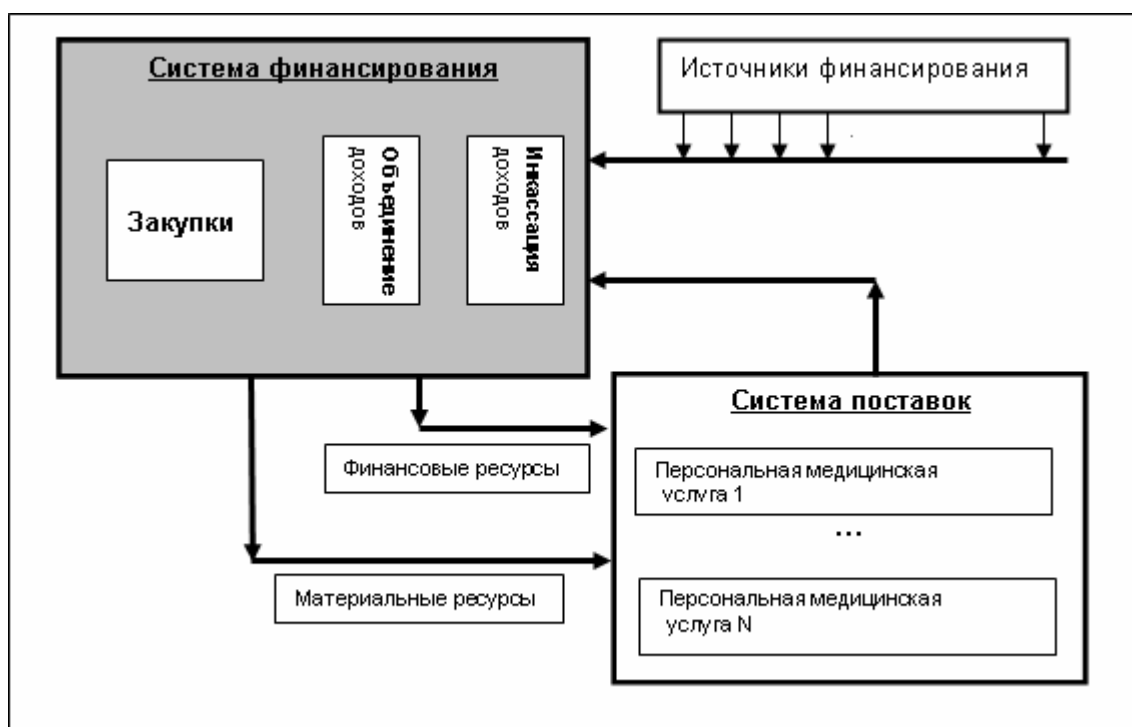 Система финансирования
Источники финансирования
Закупки
Объединение
доходов
Инкассация
доходов
Система поставок
Финансовые ресурсы
Персональная медицинская
услуга 1
...
Материальные ресурсы
Персональная медицинская
услуга N